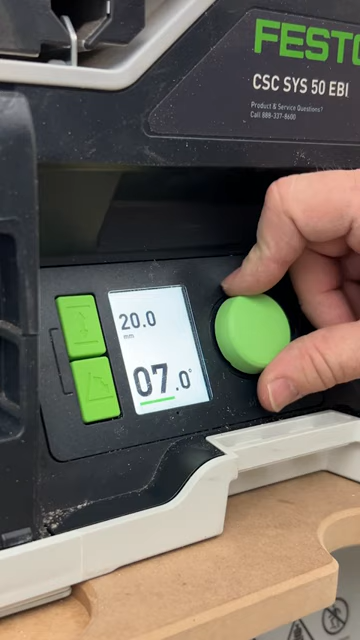 FESTO
CSC SYS 50 EBI
Product & Service Questions?
Call 888-337-8600
20.0
mm
07.0°